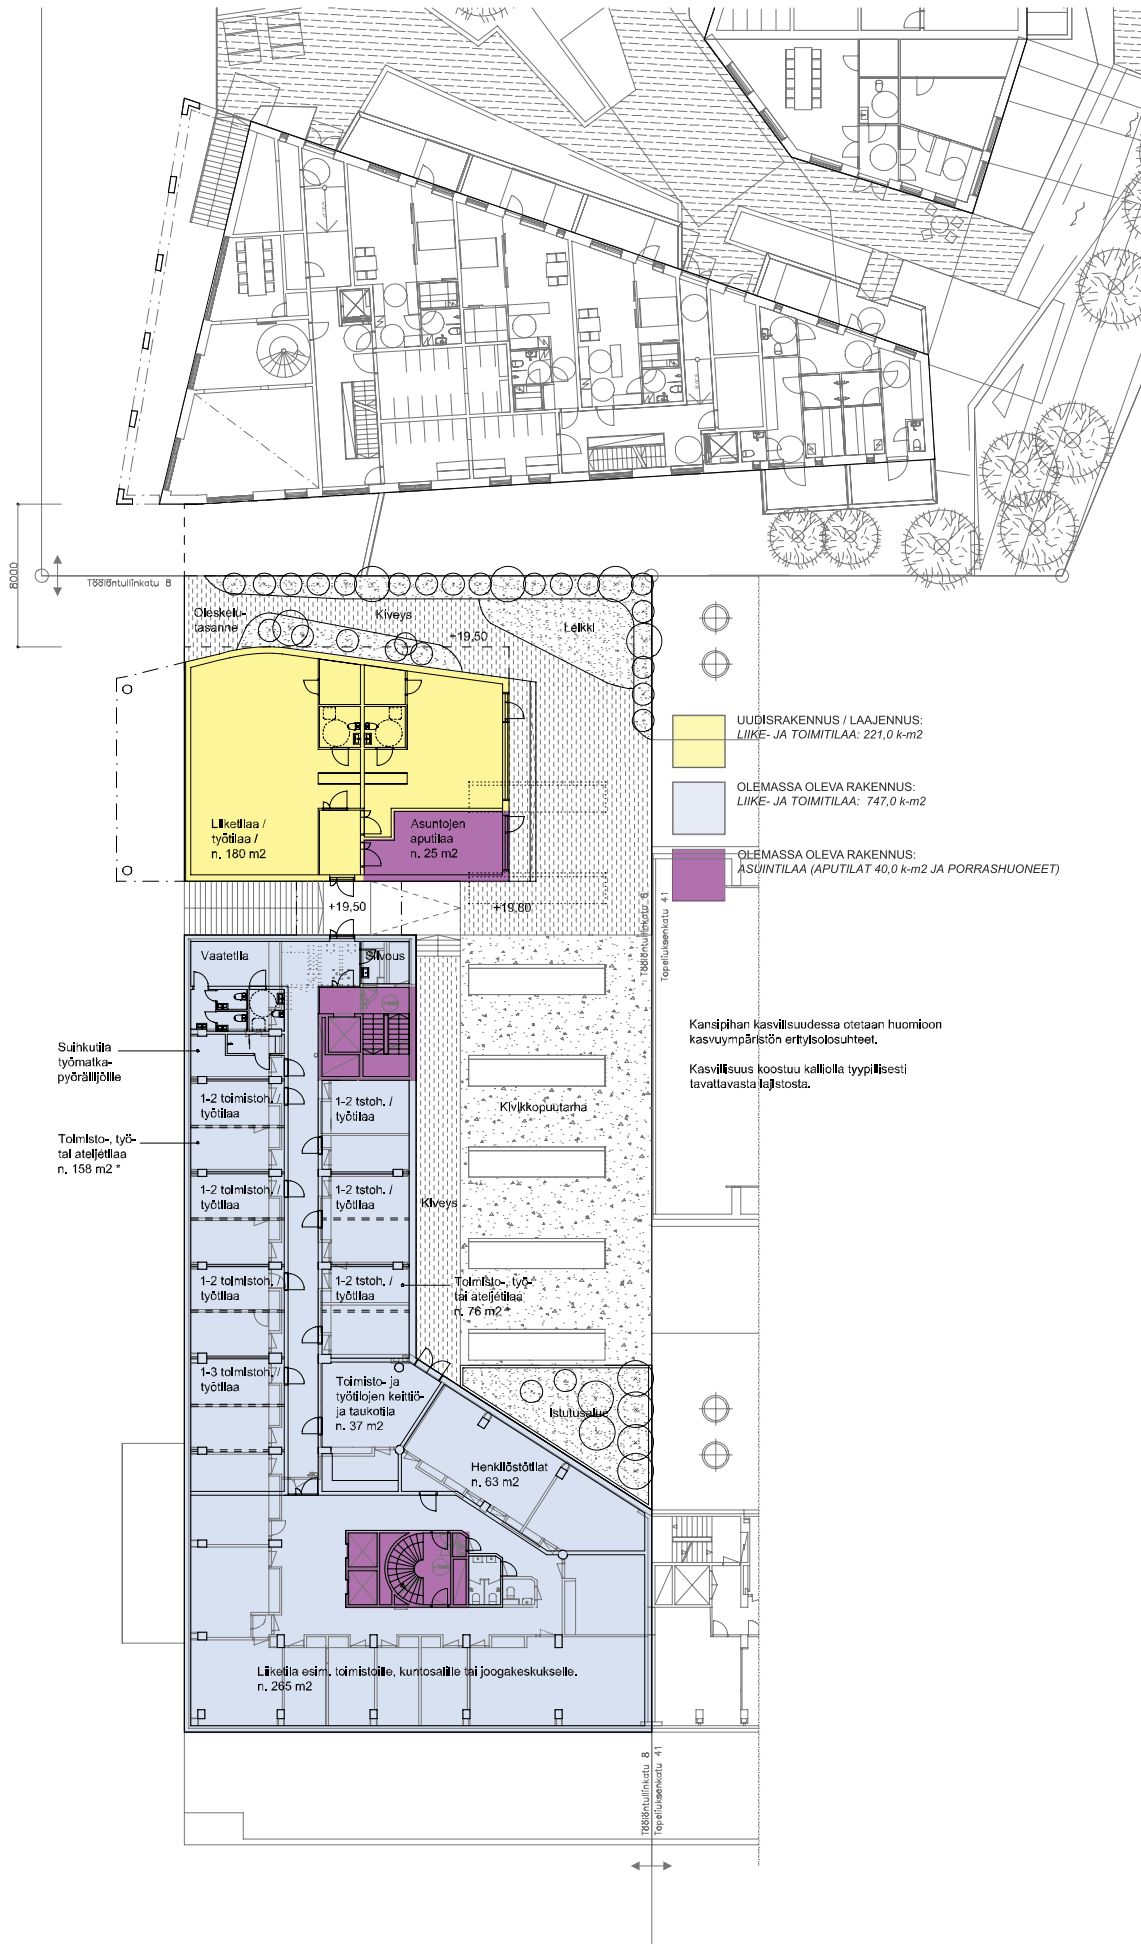 8000
Töölöntullinkatu 8
Oleskelu-
tasanne
Kiveys
+19,50
Leikki
UUDISRAKENNUS / LAAJENNUS:
LIIKE- JA TOIMITILAA: 221,0 k-m2
OLEMASSA OLEVA RAKENNUS:
LIIKE- JA TOIMITILAA: 747,0 k-m2
OLEMASSA OLEVA RAKENNUS:
ASUINTILAA (APUTILAT 40,0 k-m2 JA PORRASHUONEET)
Liiketilaa /
työtilaa /
n. 180 m2
Asuntojen
aputilaa
n. 25 m2
+19,50
+19,80
Töölöntullinkatu 8
Topeliuksenkatu 41
Vaatetila
Siivous
Suihkutila
työmatka-
pyöräilijöille
Kansipihan kasvillisuudessa otetaan huomioon
kasvuympäristön erityisolosuhteet.
Kasvillisuus koostuu kalliolla tyypillisesti
tavattavasta lajistosta.
1-2 toimistoh. /
työtilaa
1-2 tstoh. /
työtilaa
Kivikkopuutarha
Toimisto-, työ-
tai ateljétilaa
n. 158 m2 *
1-2 toimistoh. /
työtilaa
1-2 tstoh. /
työtilaa
Kiveys
1-2 toimistoh. /
työtilaa
1-2 tstoh. /
työtilaa
Toimisto-, työ-
tai ateljétilaa
n. 76 m2 *
1-3 toimistoh. /
työtilaa
Toimisto- ja
työtilojen keittiö-
ja taukotila
n. 37 m2
Istutusalue
Henkilöstötilat
n. 63 m2
Liiketila esim. toimistoille, kuntosalille tai joogakeskukselle.
n. 265 m2
Töölöntullinkatu 8
Topeliuksenkatu 41